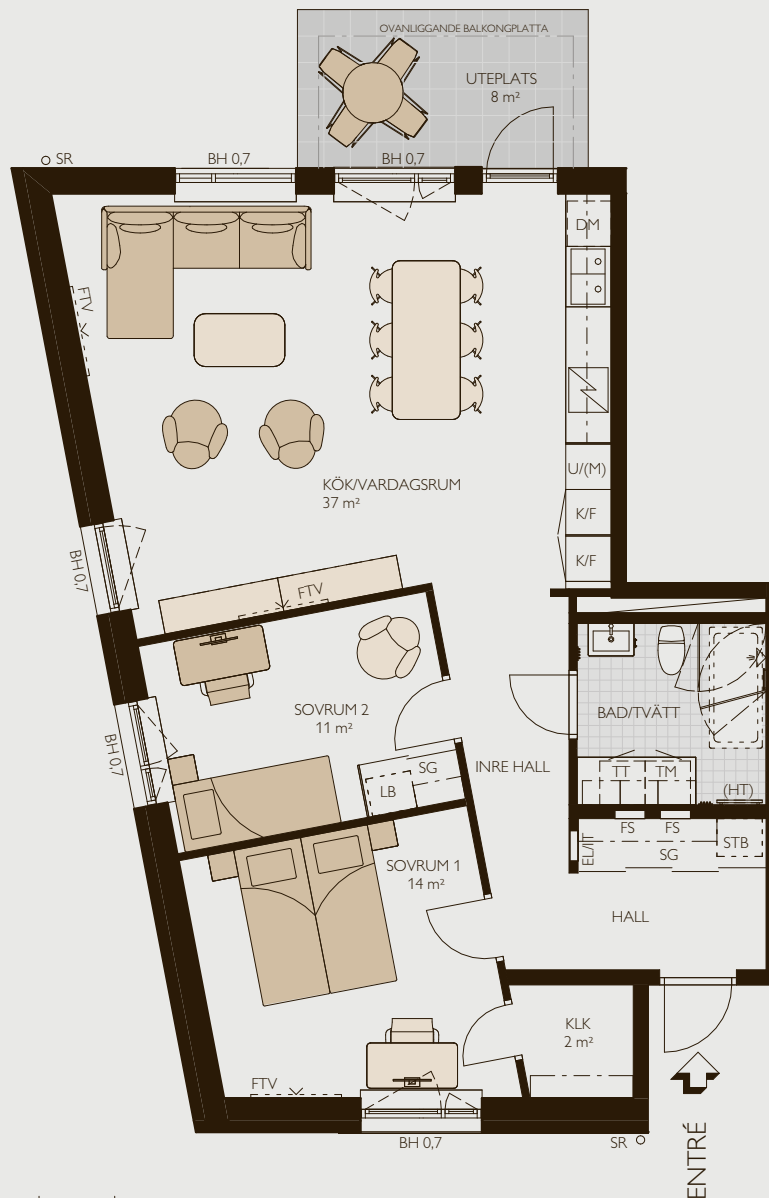 OVANLIGGANDE BALKONGPLATTA
UTEPLATS
8 m²
SR
BH 0,7
BH 0,7
DM
FTV
U/(M)
KÖK/VARDAGSRUM
37 m²
K/F
K/F
BH 0,7
FTV
SOVRUM 2
11 m²
BAD/TVÄTT
BH 0,7
INRE HALL
SG
LB
TT
TM
(HT)
FS
FS
EL/IT
SG
STB
SOVRUM 1
14 m²
HALL
KLK
2 m²
FTV
BH 0,7
SR
ENTRÉ